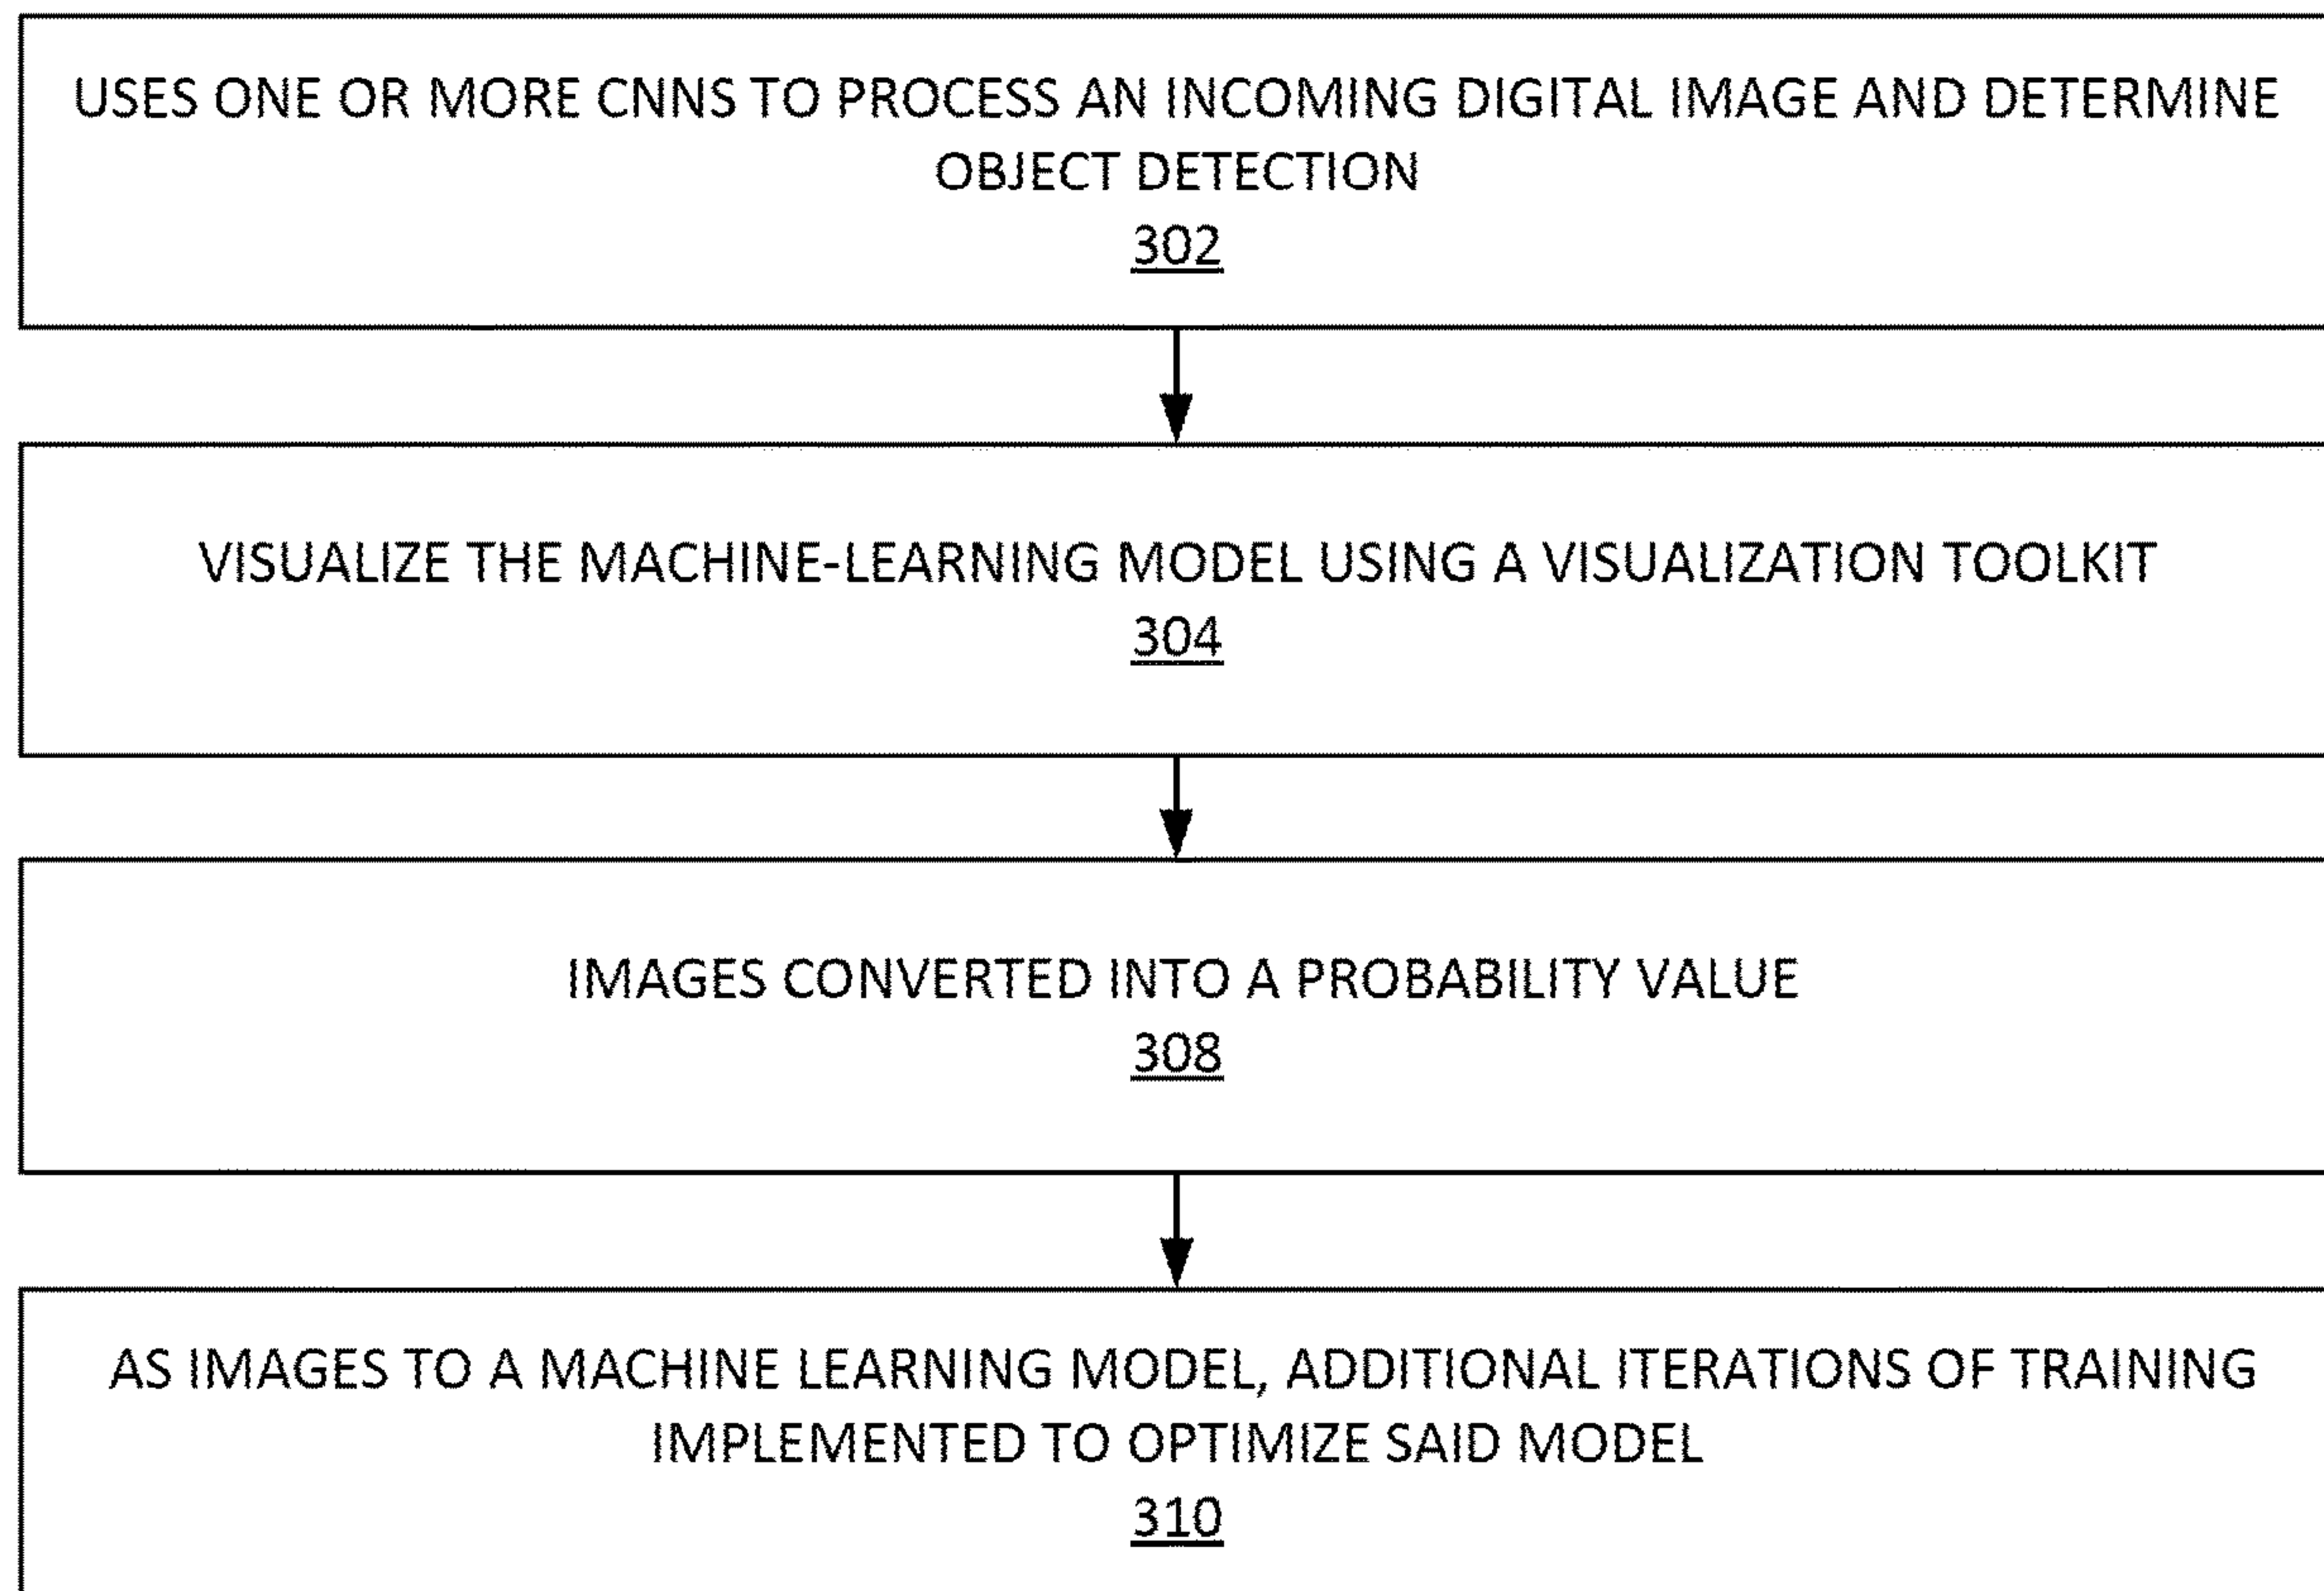 USES ONE OR MORE CNNS TO PROCESS AN INCOMING DIGITAL IMAGE AND DETERMINE
OBJECT DETECTION
302
VISUALIZE THE MACHINE-LEARNING MODEL USING A VISUALIZATION TOOLKIT
304
IMAGES CONVERTED INTO A PROBABILITY VALUE
308
AS IMAGES TO A MACHINE LEARNING MODEL, ADDITIONAL ITERATIONS OF TRAINING
IMPLEMENTED TO OPTIMIZE SAID MODEL
310